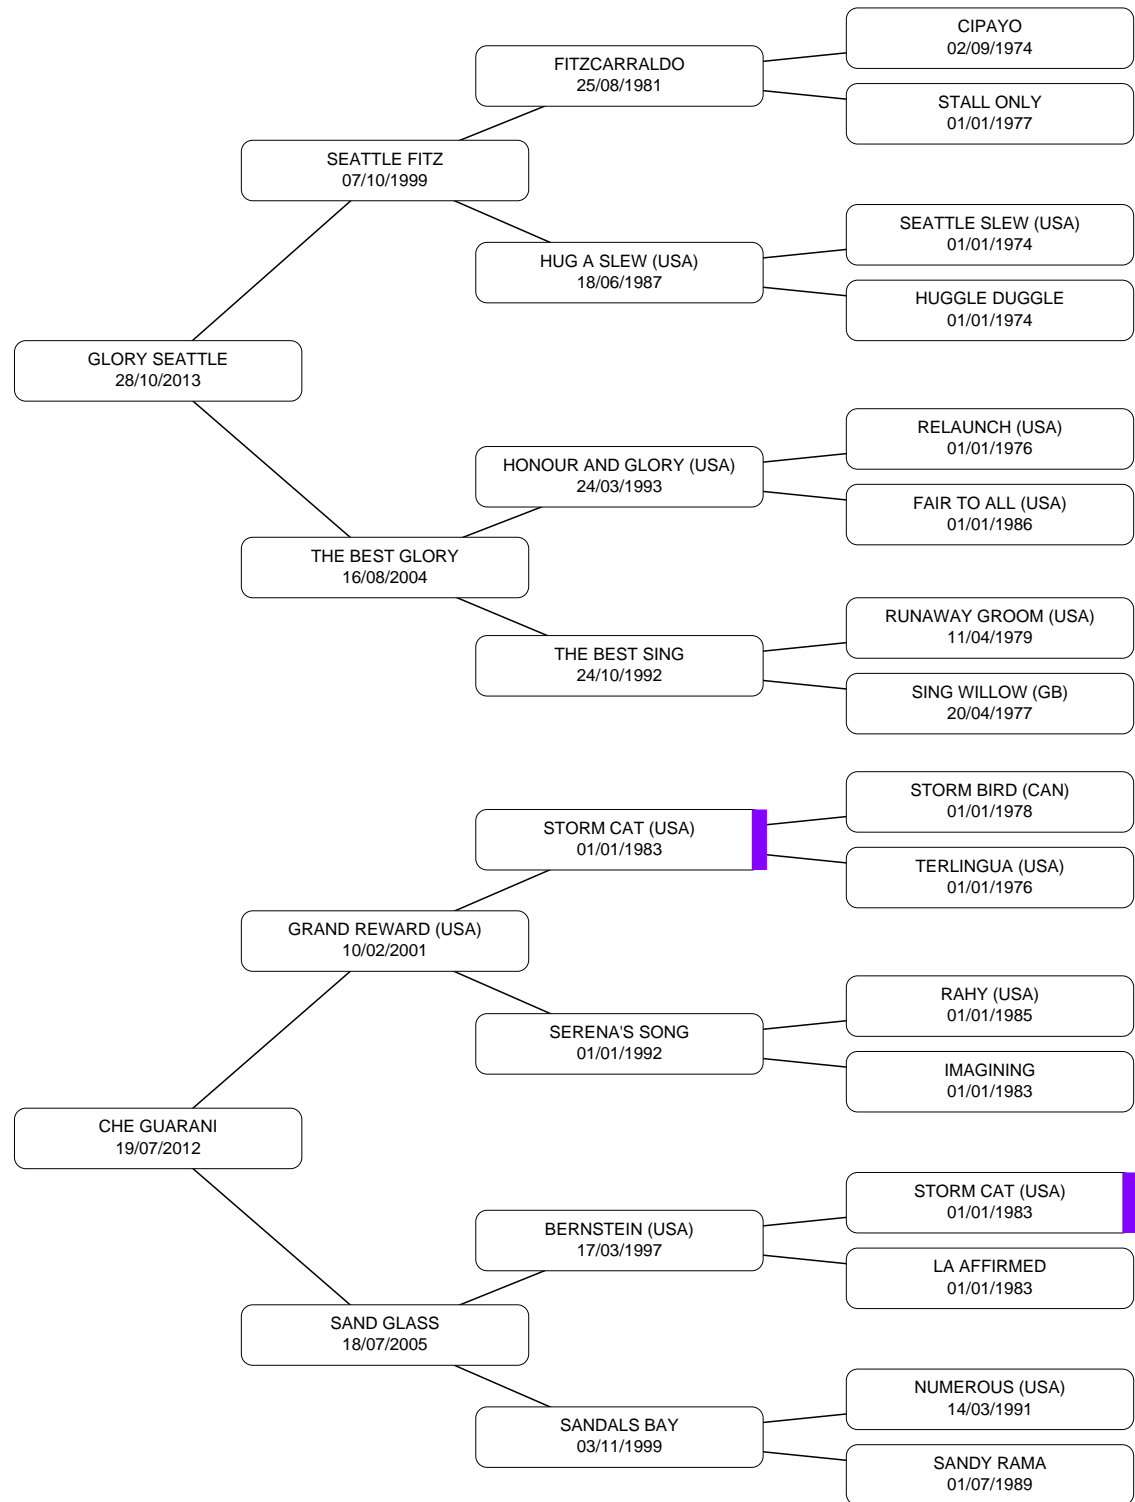 CIPAYO
02/09/1974
FITZCARRALDO
25/08/1981
STALL ONLY
01/01/1977
SEATTLE FITZ
07/10/1999
SEATTLE SLEW (USA)
01/01/1974
HUG A SLEW (USA)
18/06/1987
HUGGLE DUGGLE
01/01/1974
GLORY SEATTLE
28/10/2013
RELAUNCH (USA)
01/01/1976
HONOUR AND GLORY (USA)
24/03/1993
FAIR TO ALL (USA)
01/01/1986
THE BEST GLORY
16/08/2004
RUNAWAY GROOM (USA)
11/04/1979
THE BEST SING
24/10/1992
SING WILLOW (GB)
20/04/1977
STORM BIRD (CAN)
01/01/1978
STORM CAT (USA)
01/01/1983
TERLINGUA (USA)
01/01/1976
GRAND REWARD (USA)
10/02/2001
RAHY (USA)
01/01/1985
SERENA'S SONG
01/01/1992
IMAGINING
01/01/1983
CHE GUARANI
19/07/2012
STORM CAT (USA)
01/01/1983
BERNSTEIN (USA)
17/03/1997
LA AFFIRMED
01/01/1983
SAND GLASS
18/07/2005
NUMEROUS (USA)
14/03/1991
SANDALS BAY
03/11/1999
SANDY RAMA
01/07/1989